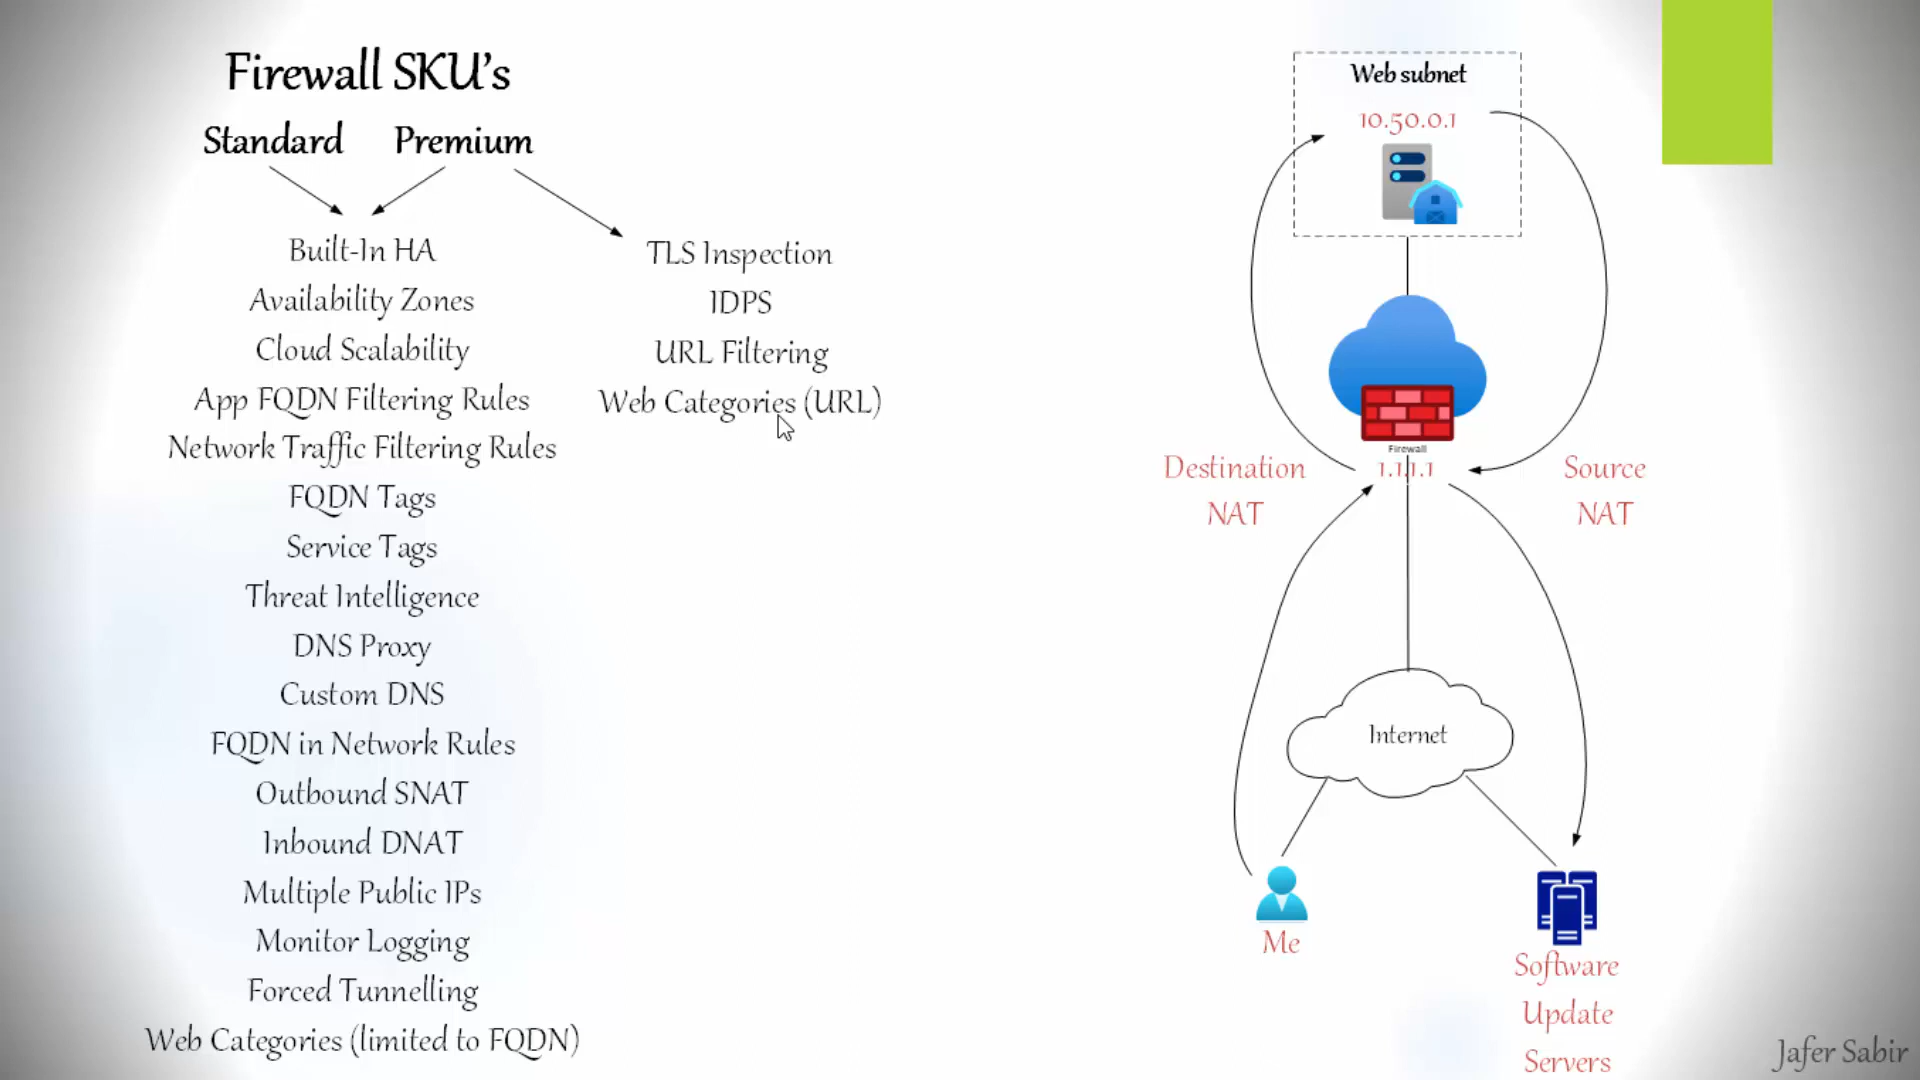 Firewall SKU's
Standard
Premium
Built-In HA
Availability Zones
Cloud Scalability
App FQDN Filtering Rules
Network Traffic Filtering Rules
FQDN Tags
Service Tags
Threat Intelligence
DNS Proxy
Custom DNS
FQDN in Network Rules
Outbound SNAT
Inbound DNAT
Multiple Public IPs
Monitor Logging
Forced Tunnelling
Web Categories (limited to FQDN)
TLS Inspection
IDPS
URL Filtering
Web Categories (URL)
Web subnet
10.50.0.1
Firewall
1.1.1.1
Destination
NAT
Source
NAT
Internet
Me
Software
Update
Servers
Jafer Sabir